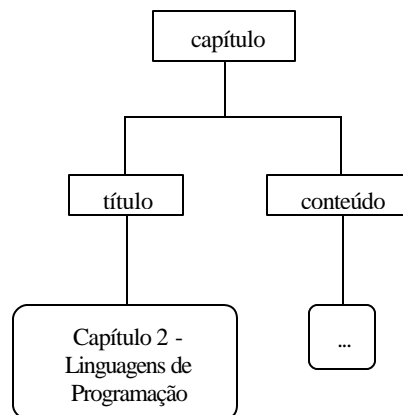 capítulo
título
conteúdo
Capítulo 2 -
Linguagens de
Programação
...